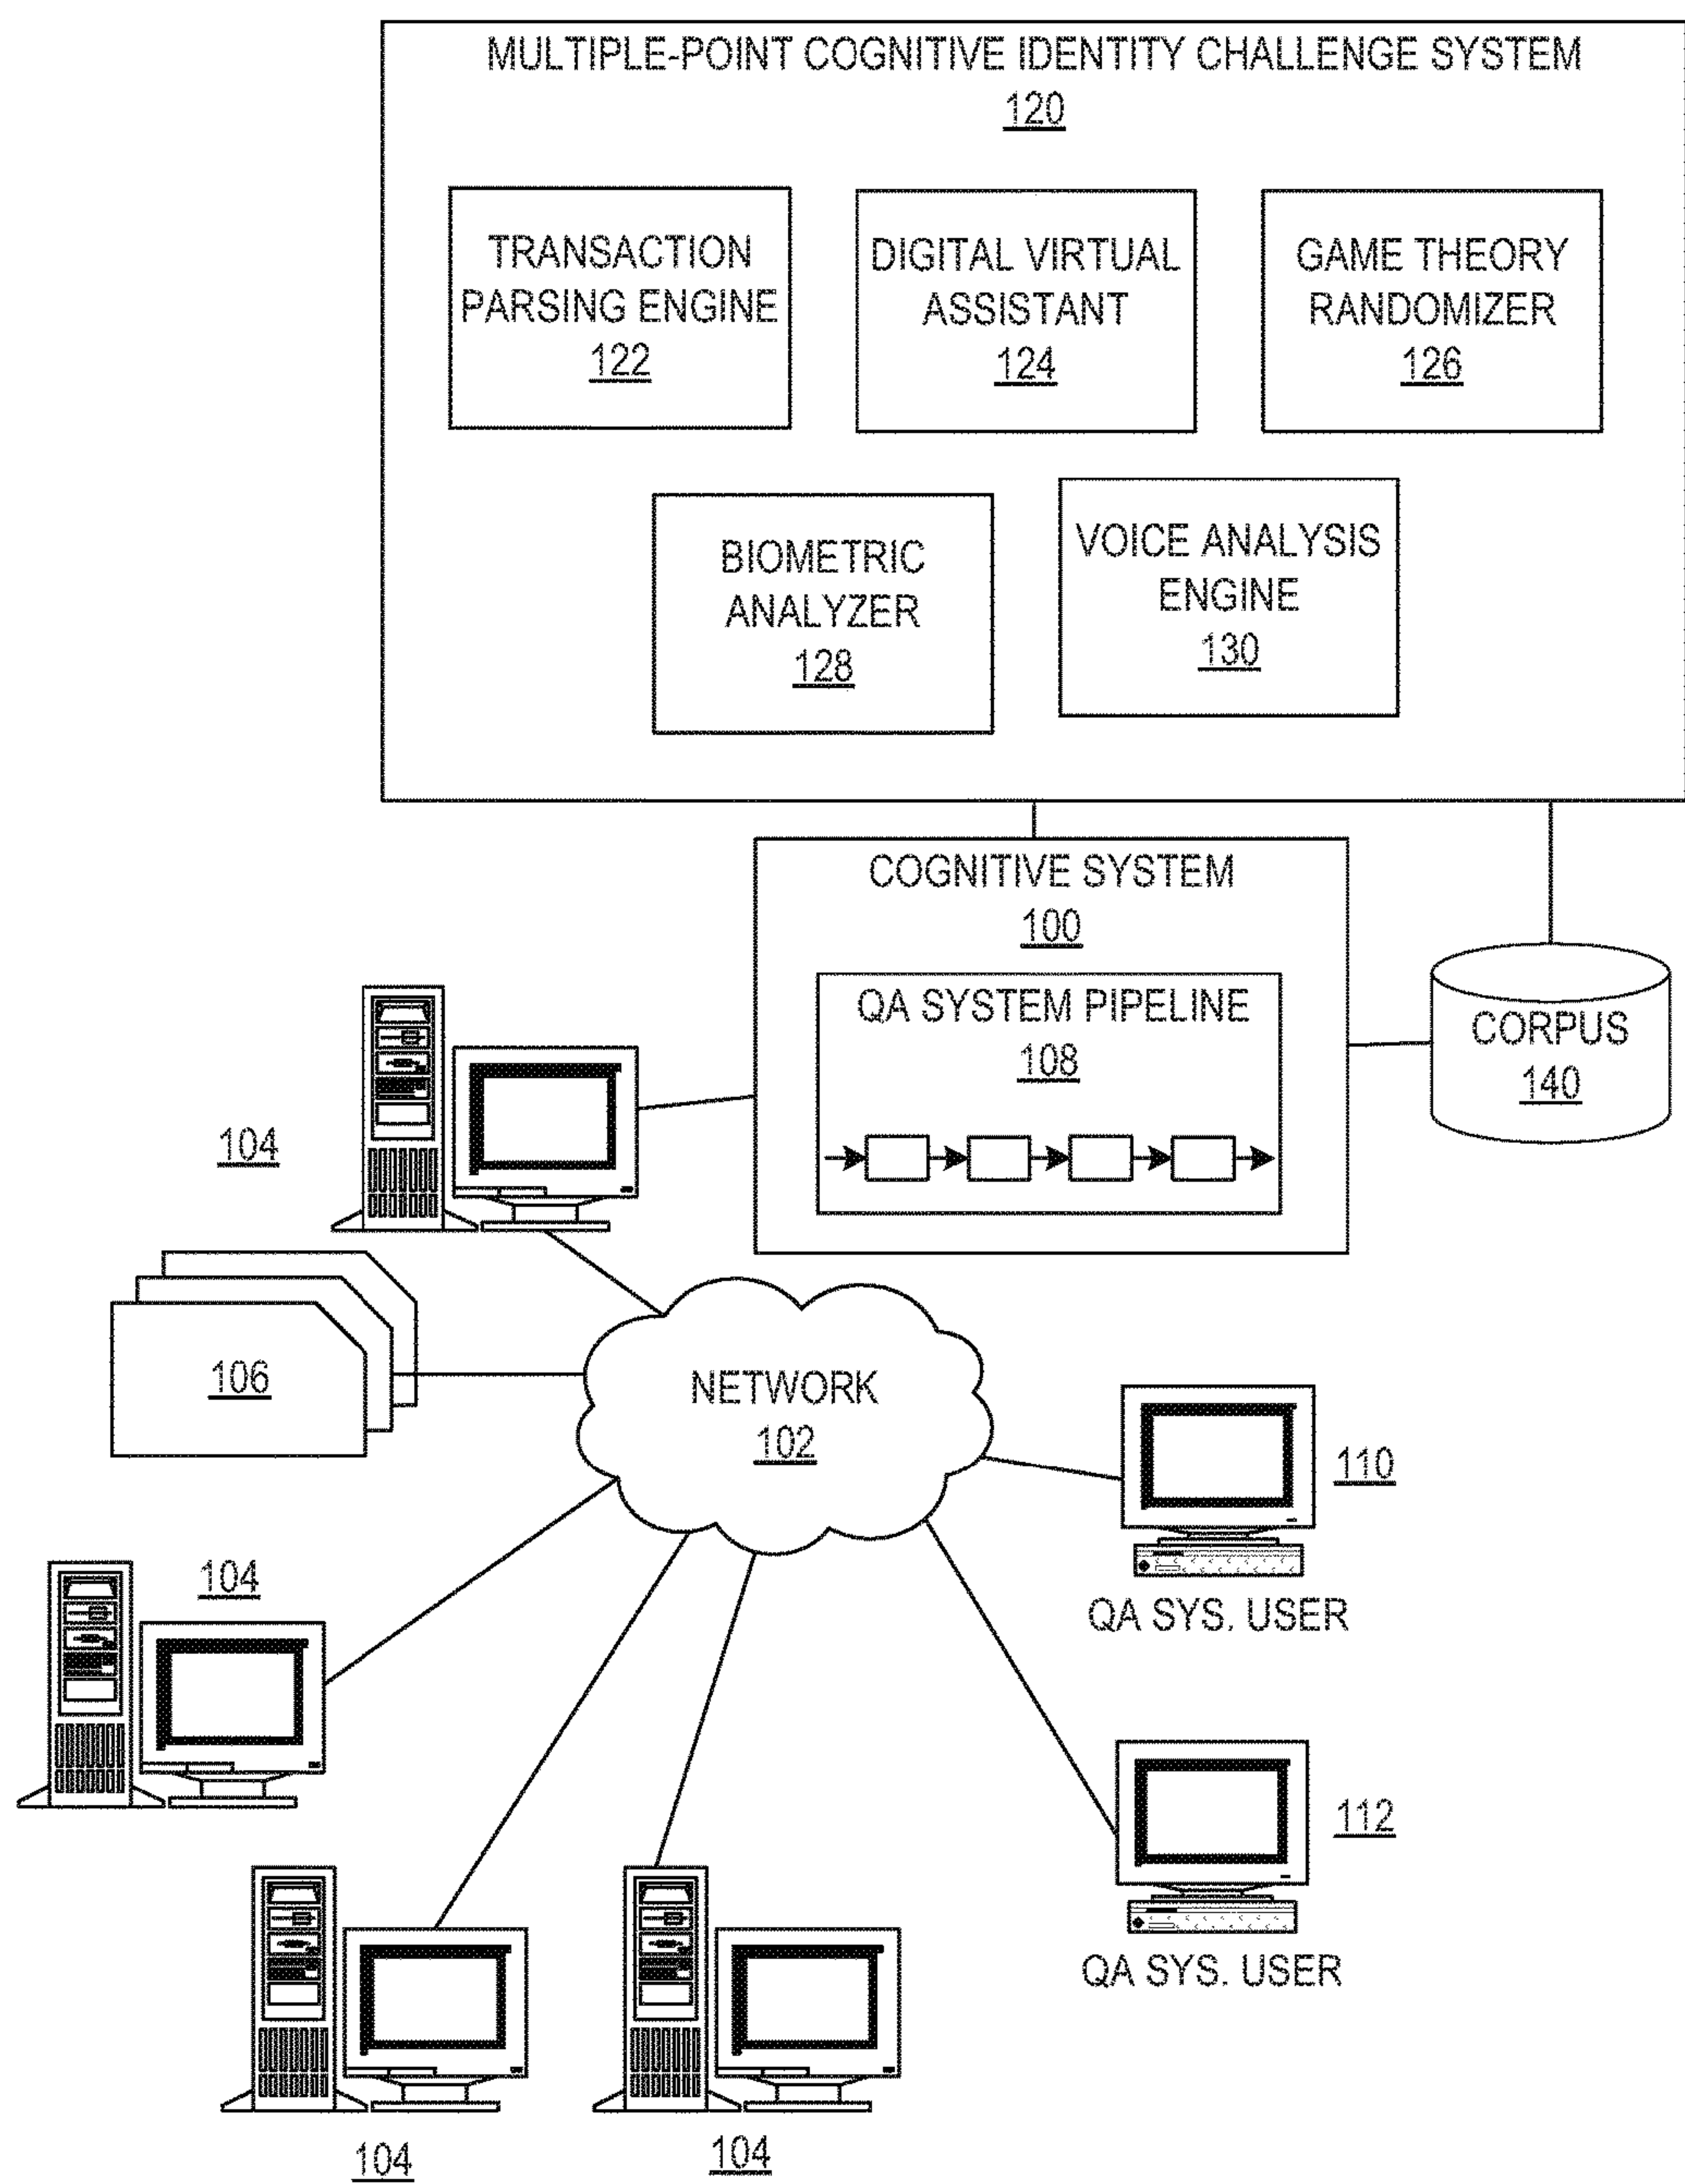 MULTIPLE-POINT COGNITIVE IDENTITY CHALLENGE SYSTEM
120
TRANSACTION
PARSING ENGINE
122
DIGITAL VIRTUAL
ASSISTANT
124
GAME THEORY
RANDOMIZER
126
BIOMETRIC
ANALYZER
128
VOICE ANALYSIS
ENGINE
130
COGNITIVE SYSTEM
100
QA SYSTEM PIPELINE
108
CORPUS
140
104
106
NETWORK
102
110
QA SYS. USER
104
112
QA SYS. USER
104
104